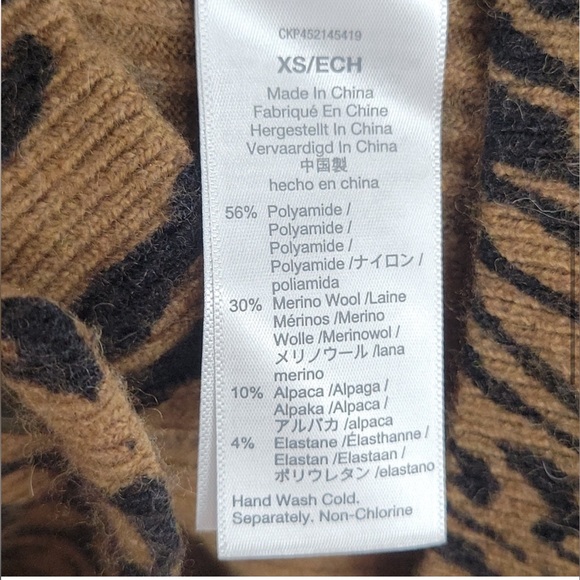 CKP452145419
XS/ECH
Made In China
Fabriqué En Chine
Hergestellt In China
Vervaardigd In China
中国製
hecho en china
56% Polyamide /
Polyamide /
Polyamide /
Polyamide /ナイロン /
poliamida
30% Merino Wool /Laine
Mérinos /Merino
Wolle /Merinowol /
メリノウール /lana
merino
10% Alpaca /Alpaga /
Alpaka /Alpaca /
アルパカ /alpaca
4% Elastane /Élasthanne /
Elastan /Elastaan /
ポリウレタン /elastano
Hand Wash Cold.
Separately. Non-Chlorine